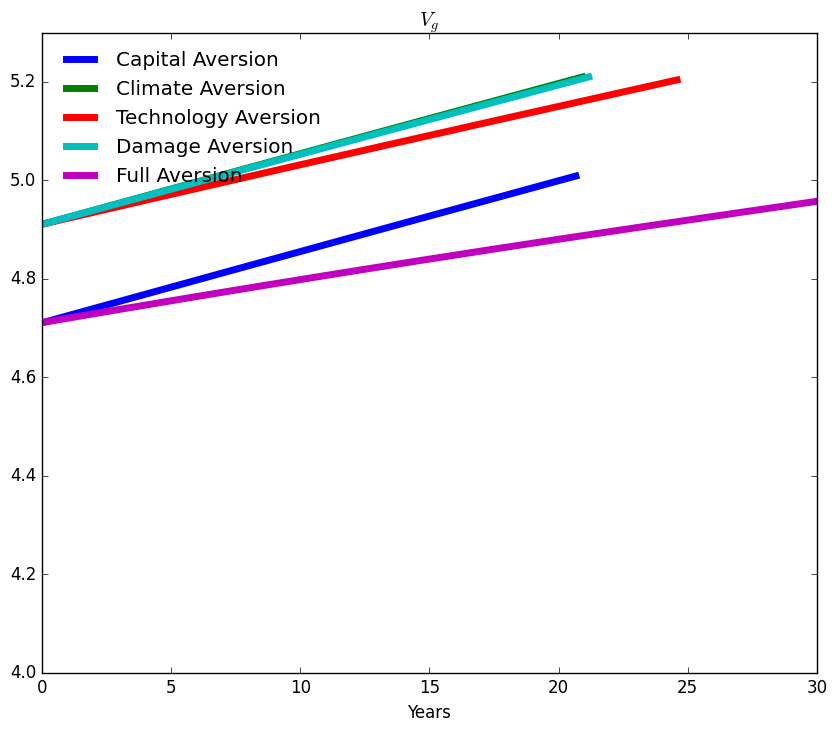 V_g
Capital Aversion
Climate Aversion
Technology Aversion
Damage Aversion
Full Aversion
5.2
5.0
4.8
4.6
4.4
4.2
4.0
0 5 10 15 20 25 30
Years